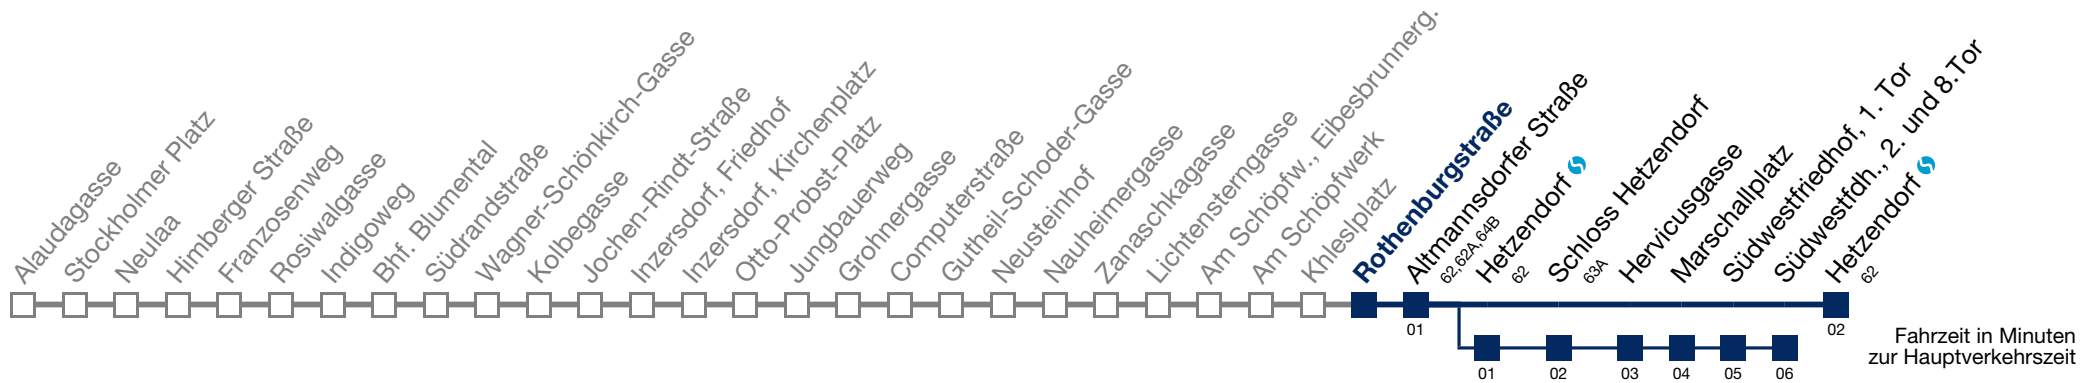 Alaudagasse
Stockholmer Platz
Neulaa
Himberger Straße
Franzosenweg
Rosiwalgasse
Indigoweg
Bhf. Blumental
Südrandstraße
Wagner-Schönkirch-Gasse
Kolbegasse
Jochen-Rindt-Straße
Inzersdorf, Friedhof
Inzersdorf, Kirchenplatz
Otto-Probst-Platz
Jungbauerweg
Grohnergasse
Computerstraße
Gutheil-Schoder-Gasse
Neusteinhof
Nauheimergasse
Zanaschkagasse
Lichtensterngasse
Am Schöpfw., Eibesbrunnerg.
Am Schöpfwerk
Khleslplatz
Rothenburgstraße
Altmannsdorfer Straße
62,62A,64B
Hetzendorf
62
Schloss Hetzendorf
63A
Hervicusgasse
Marschallplatz
Südwestfriedhof, 1. Tor
Südwestfdh., 2. und 8.Tor
Hetzendorf
62
01
02
01
02
03
04
05
06
Fahrzeit in Minuten
zur Hauptverkehrszeit